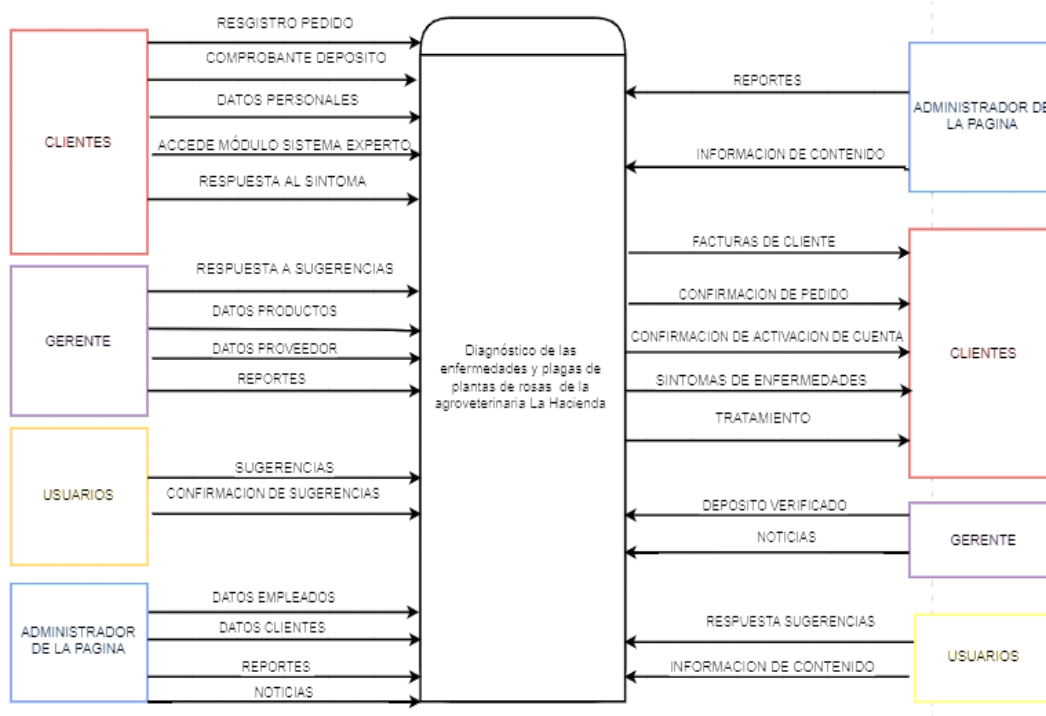 RESGISTRO PEDIDO
COMPROBANTE DEPOSITO
DATOS PERSONALES
CLIENTES
ACCEDE MÓDULO SISTEMA EXPERTO
RESPUESTA AL SINTOMA
RESPUESTA A SUGERENCIAS
DATOS PRODUCTOS
GERENTE
DATOS PROVEEDOR
REPORTES
SUGERENCIAS
USUARIOS
CONFIRMACION DE SUGERENCIAS
DATOS EMPLEADOS
DATOS CLIENTES
ADMINISTRADOR
DE LA PAGINA
REPORTES
NOTICIAS
Diagnóstico de las
enfermedades y plagas de
plantas de rosas de la
agroveterinaria La Hacienda
REPORTES
ADMINISTRADOR DE
LA PAGINA
INFORMACION DE CONTENIDO
FACTURAS DE CLIENTE
CONFIRMACION DE PEDIDO
CONFIRMACION DE ACTIVACION DE CUENTA
CLIENTES
SINTOMAS DE ENFERMEDADES
TRATAMIENTO
DEPOSITO VERIFICADO
NOTICIAS
GERENTE
RESPUESTA SUGERENCIAS
USUARIOS
INFORMACION DE CONTENIDO